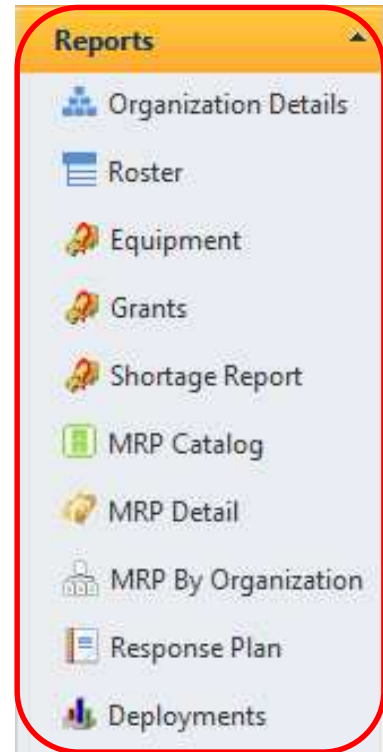 Reports
Organization Details
Roster
Equipment
Grants
Shortage Report
MRP Catalog
MRP Detail
MRP By Organization
Response Plan
Deployments